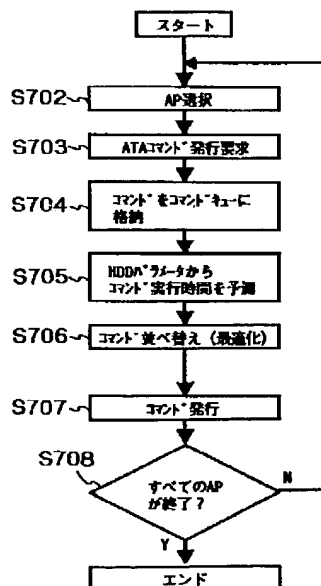 スタート
S702
AP選択
S703
ATAコマンド発行要求
S704
コマンドをコマンドキューに
格納
S705
HDDパラメータから
コマンド実行時間を予測
S706
コマンド並べ替え（最適化）
S707
コマンド発行
S708
すべてのAP
が終了？
N
Y
エンド